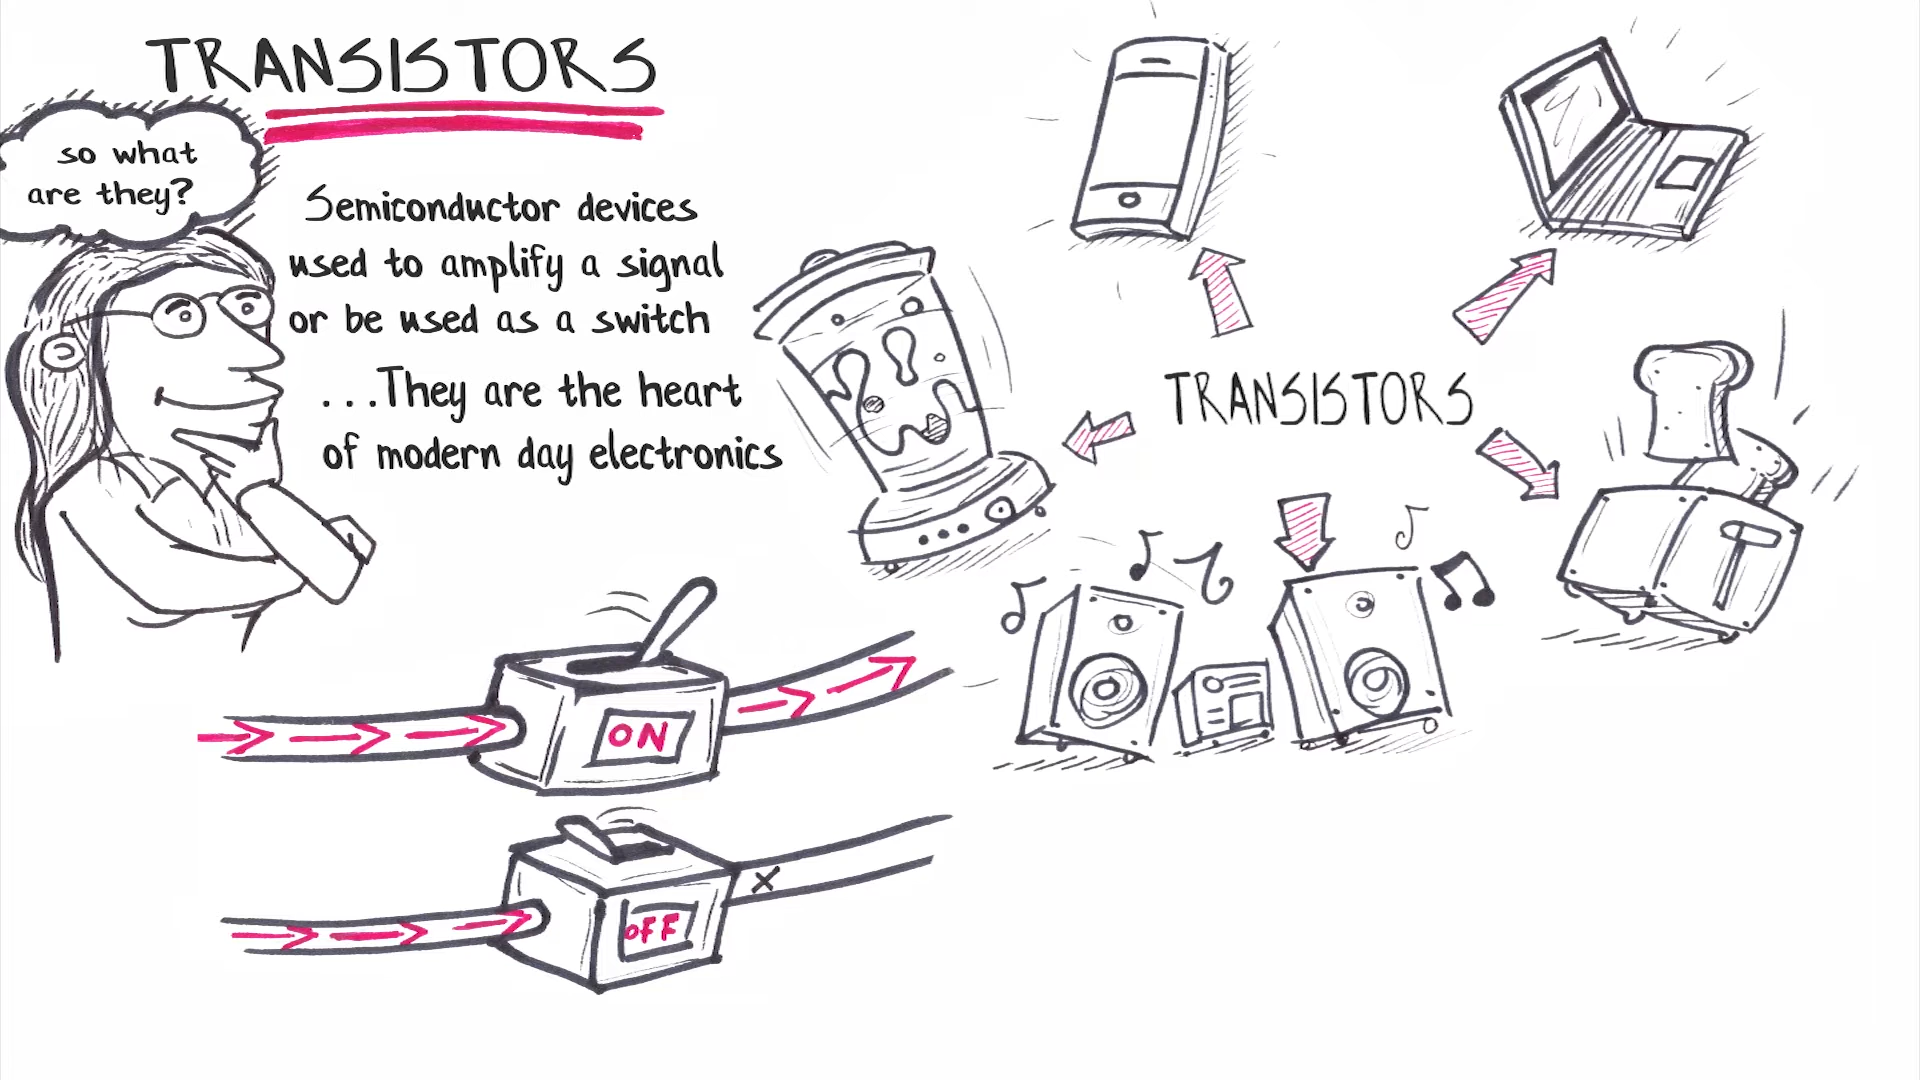 TRANSISTORS
so what
are they?
Semiconductor devices
used to amplify a signal
or be used as a switch
...They are the heart
of modern day electronics
TRANSISTORS
ON
OFF
X